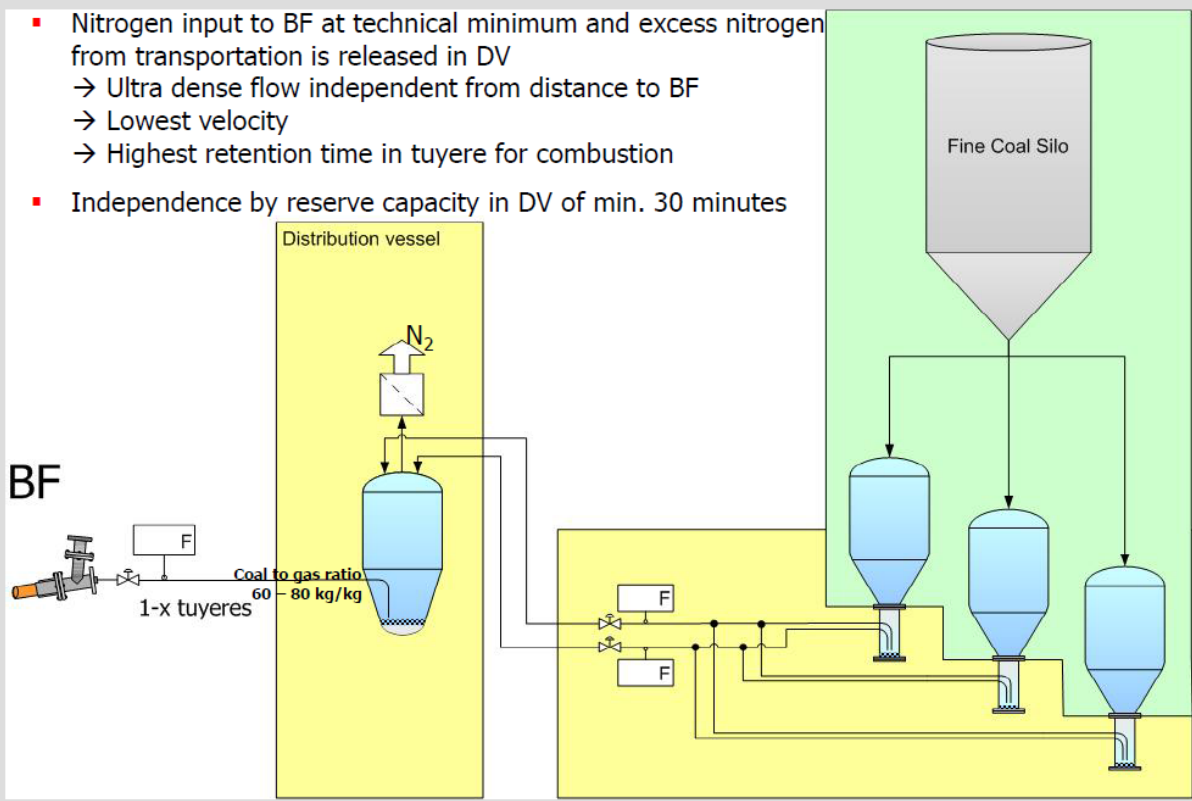 ▪ Nitrogen input to BF at technical minimum and excess nitrogen
from transportation is released in DV
→ Ultra dense flow independent from distance to BF
→ Lowest velocity
→ Highest retention time in tuyere for combustion
▪ Independence by reserve capacity in DV of min. 30 minutes
Fine Coal Silo
Distribution vessel
N₂
BF
F
Coal to gas ratio
60 – 80 kg/kg
1-x tuyeres
F
F